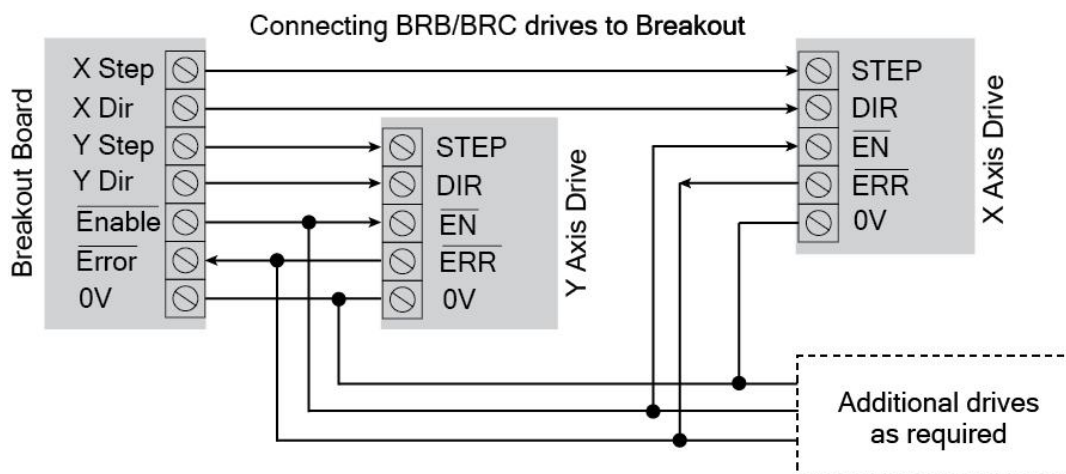 Connecting BRB/BRC drives to Breakout
Breakout Board
X Step
X Dir
Y Step
Y Dir
Enable
Error
0V
STEP
DIR
EN
ERR
0V
Y Axis Drive
STEP
DIR
EN
ERR
0V
X Axis Drive
Additional drives
as required